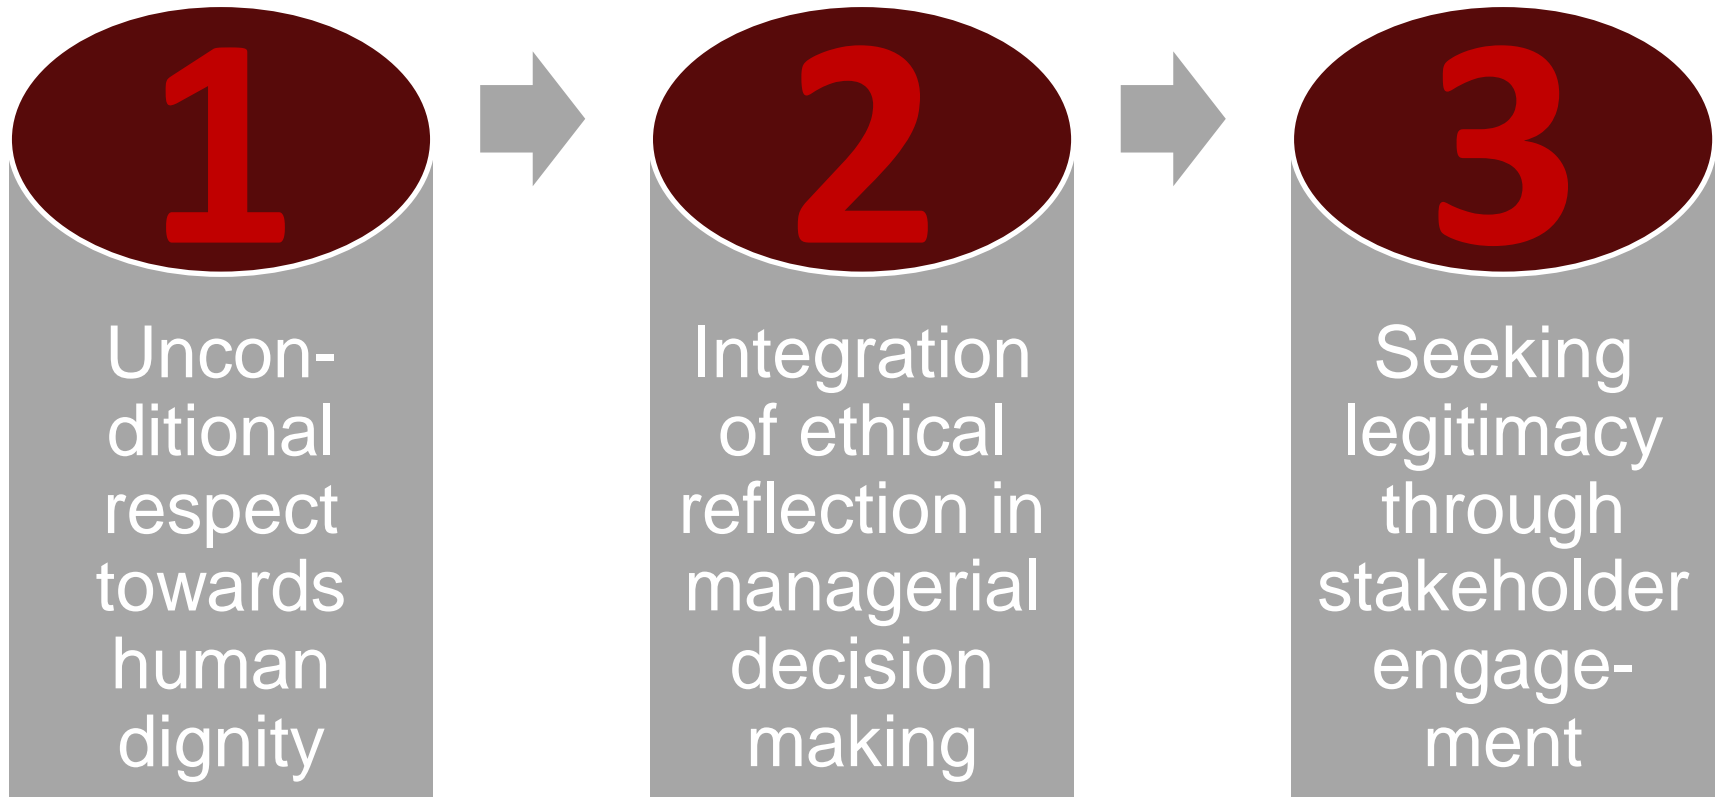 1
Uncon-
ditional
respect
towards
human
dignity
2
Integration
of ethical
reflection in
managerial
decision
making
3
Seeking
legitimacy
through
stakeholder
engage-
ment